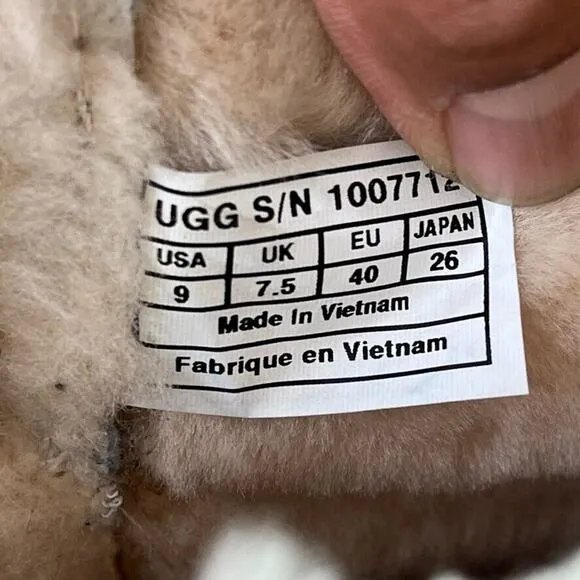 UGG S/N 1007712
USA UK EU JAPAN
9 7.5 40 26
Made In Vietnam
Fabrique en Vietnam